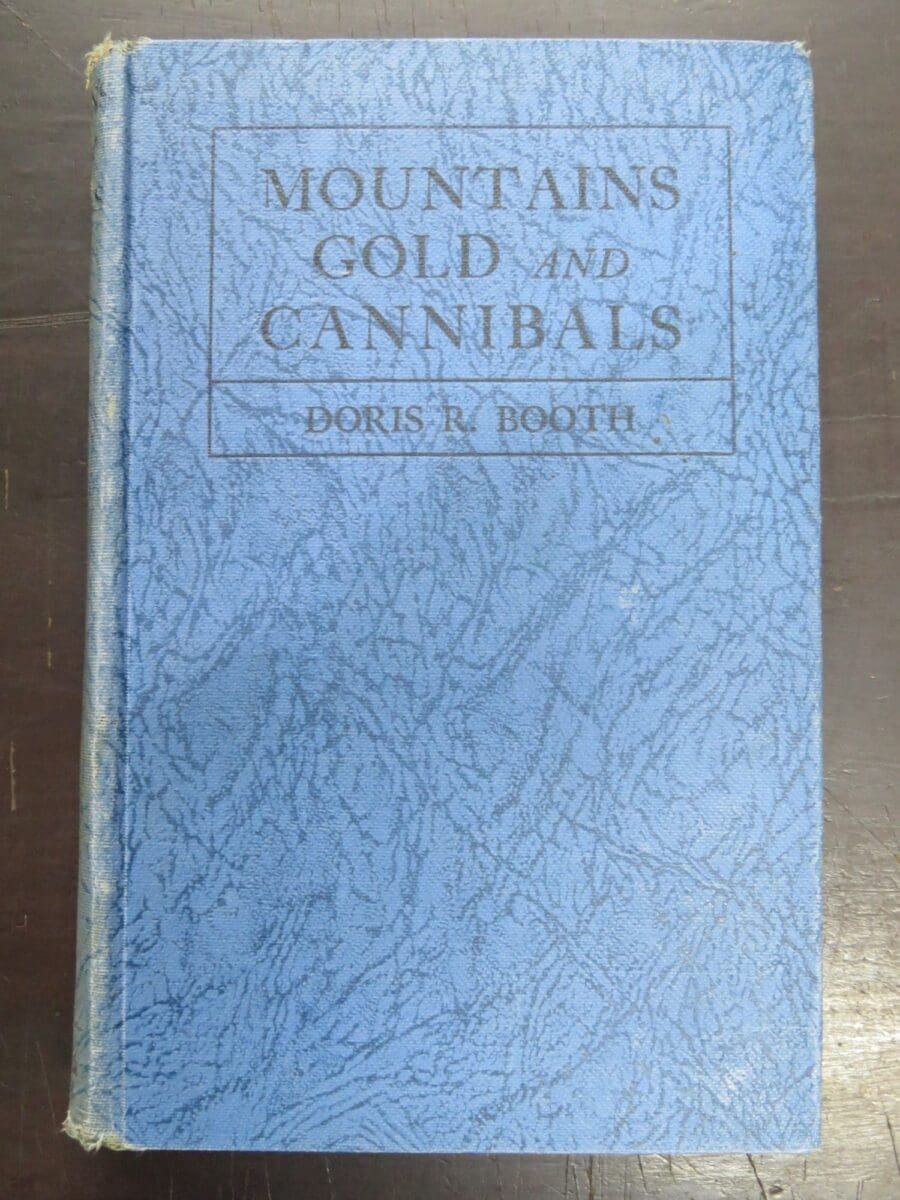 MOUNTAINS
GOLD AND
CANNIBALS
DORIS R. BOOTH